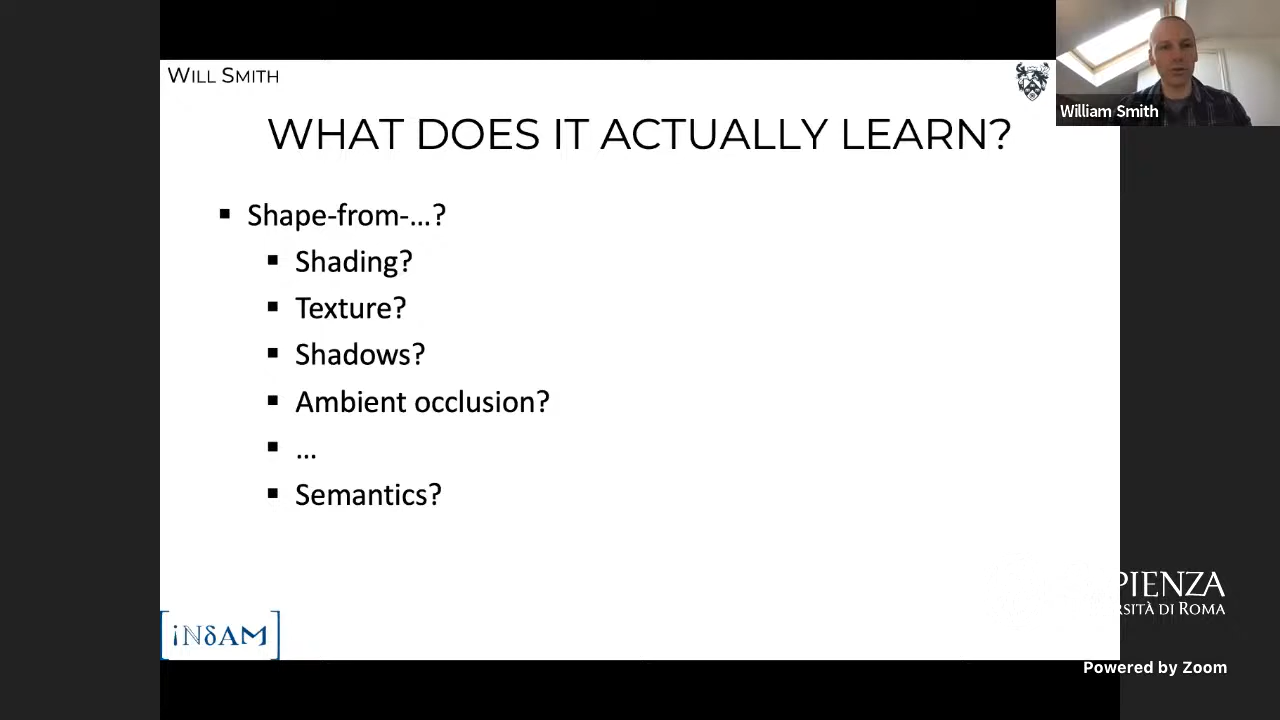 WILL SMITH
William Smith
WHAT DOES IT ACTUALLY LEARN?
▪ Shape-from-...?
▪ Shading?
▪ Texture?
▪ Shadows?
▪ Ambient occlusion?
▪ ...
▪ Semantics?
[iNδAM]
PIENZA
RSITÀ DI ROMA
Powered by Zoom